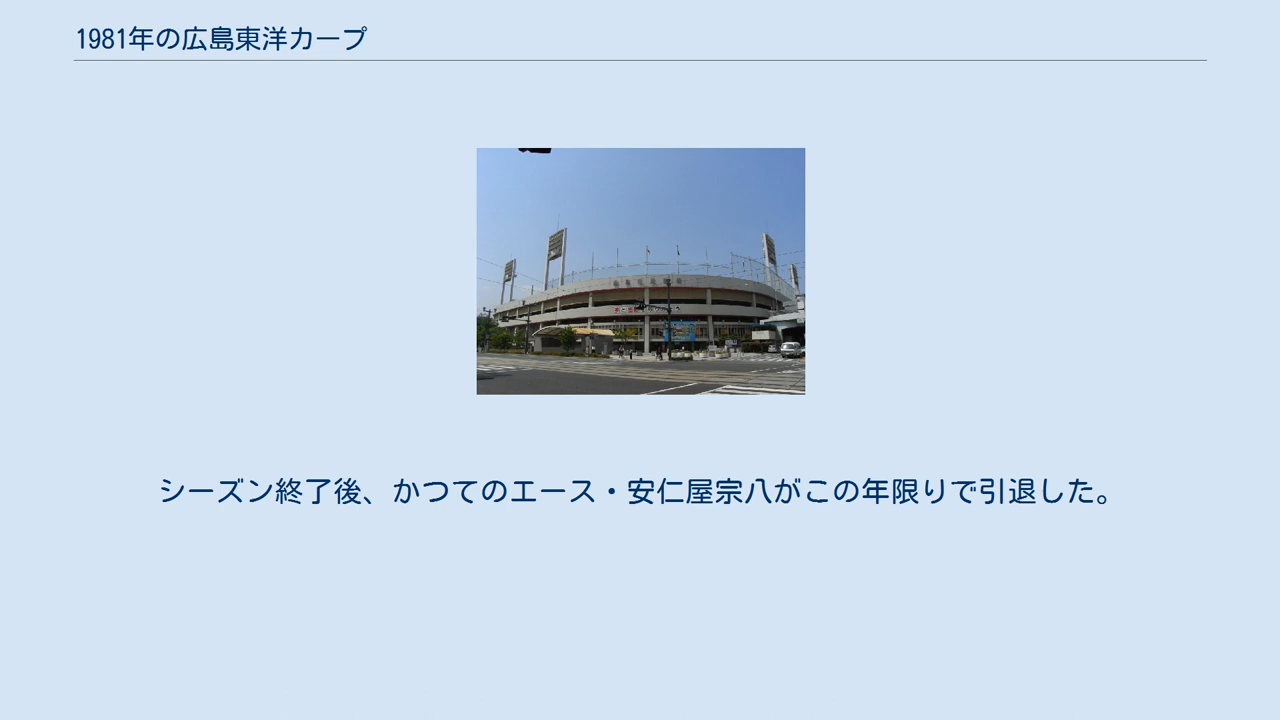 1981年の広島東洋カープ
シーズン終了後、かつてのエース・安仁屋宗八がこの年限りで引退した。